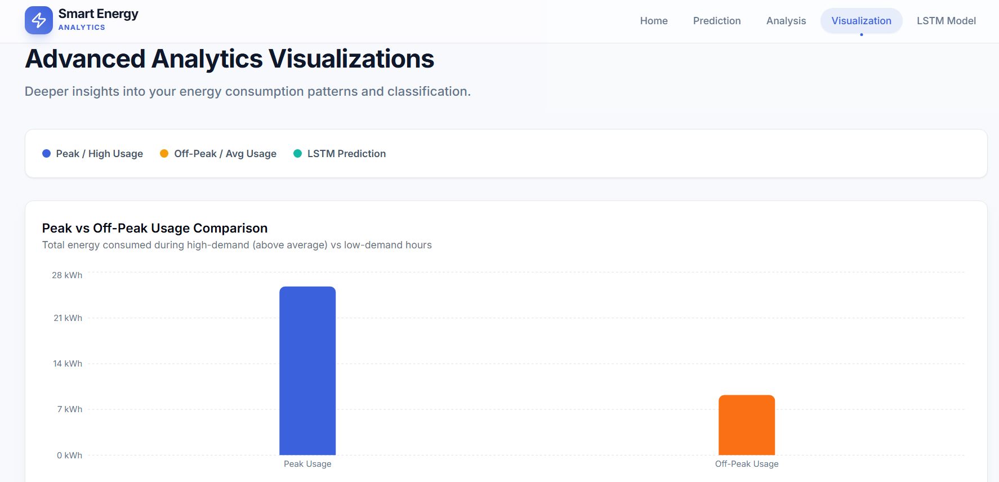 Smart Energy
ANALYTICS
Home Prediction Analysis Visualization LSTM Model
Advanced Analytics Visualizations
Deeper insights into your energy consumption patterns and classification.
Peak / High Usage Off-Peak / Avg Usage LSTM Prediction
Peak vs Off-Peak Usage Comparison
Total energy consumed during high-demand (above average) vs low-demand hours
28 kWh
21 kWh
14 kWh
7 kWh
0 kWh
Peak Usage Off-Peak Usage